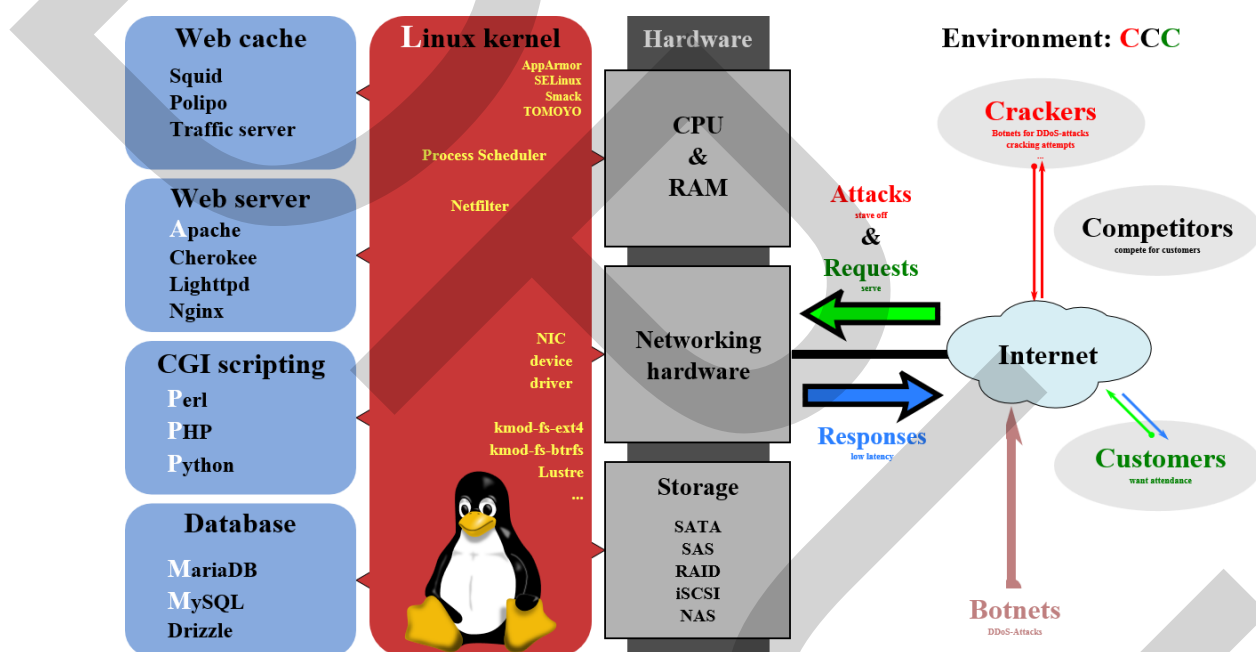 Web cache
Squid
Polipo
Traffic server
Web server
Apache
Cherokee
Lighttpd
Nginx
CGI scripting
Perl
PHP
Python
Database
MariaDB
MySQL
Drizzle
Linux kernel
AppArmor
SELinux
Smack
TOMOYO
Process Scheduler
Netfilter
NIC
device
driver
kmod-fs-ext4
kmod-fs-btrfs
Lustre
...
Hardware
CPU
&
RAM
Networking
hardware
Storage
SATA
SAS
RAID
iSCSI
NAS
Attacks
stave off
&
Requests
serve
Responses
low latency
Environment: CCC
Crackers
Botnets for DDoS-attacks
cracking attempts
...
Competitors
compete for customers
Internet
Customers
want attendance
Botnets
DDoS-Attacks